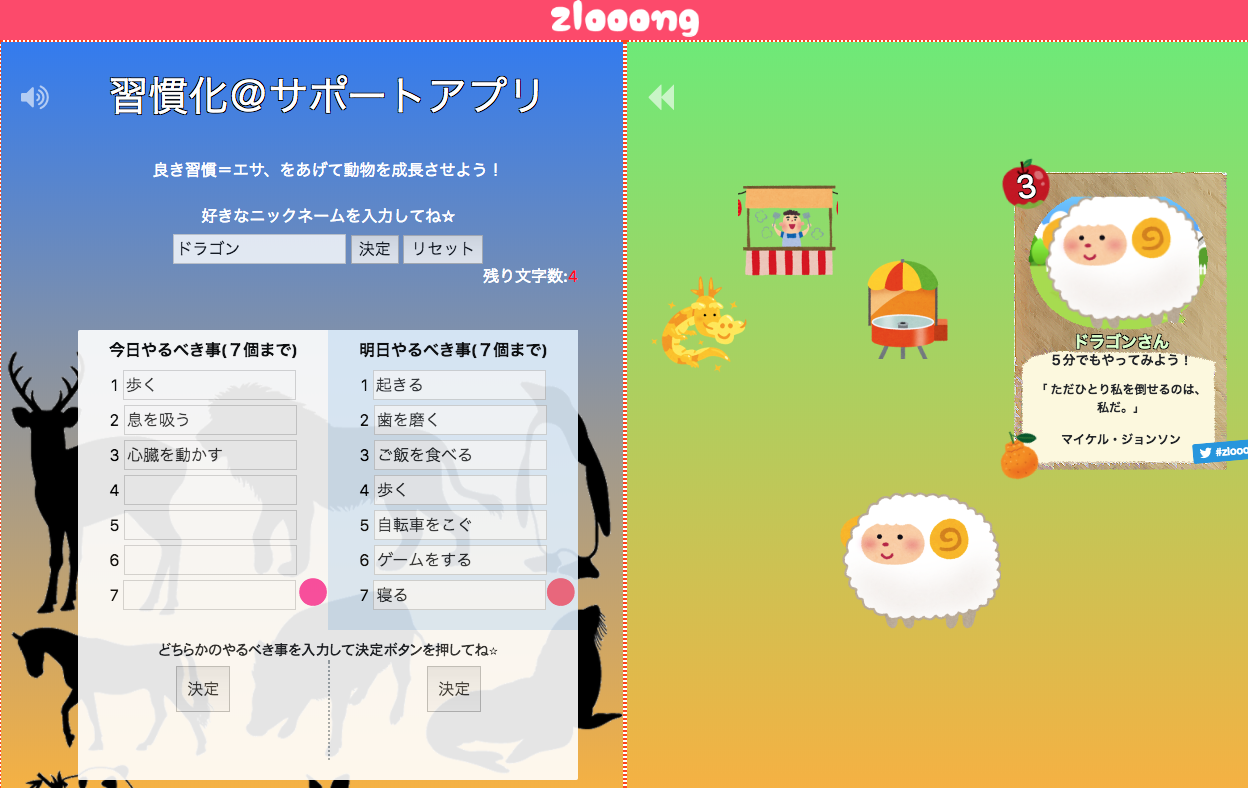 zlooong
習慣化@サポートアプリ
良き習慣＝エサ、をあげて動物を成長させよう！
好きなニックネームを入力してね☆
ドラゴン 決定 リセット
残り文字数:4
今日やるべき事(７個まで)
1 歩く
2 息を吸う
3 心臓を動かす
4
5
6
7
明日やるべき事(７個まで)
1 起きる
2 歯を磨く
3 ご飯を食べる
4 歩く
5 自転車をこぐ
6 ゲームをする
7 寝る
どちらかのやるべき事を入力して決定ボタンを押してね☆
決定 決定
3
ドラゴンさん
５分でもやってみよう！
「 ただひとり私を倒せるのは、
私だ。」
マイケル・ジョンソン
#zlooo